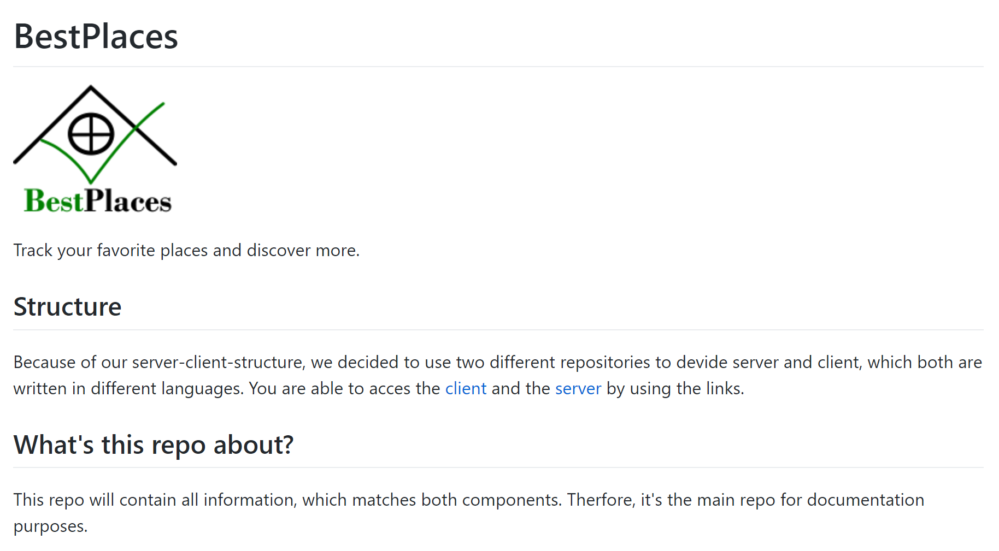 BestPlaces
BestPlaces
Track your favorite places and discover more.
Structure
Because of our server-client-structure, we decided to use two different repositories to devide server and client, which both are
written in different languages. You are able to acces the client and the server by using the links.
What's this repo about?
This repo will contain all information, which matches both components. Therfore, it's the main repo for documentation
purposes.